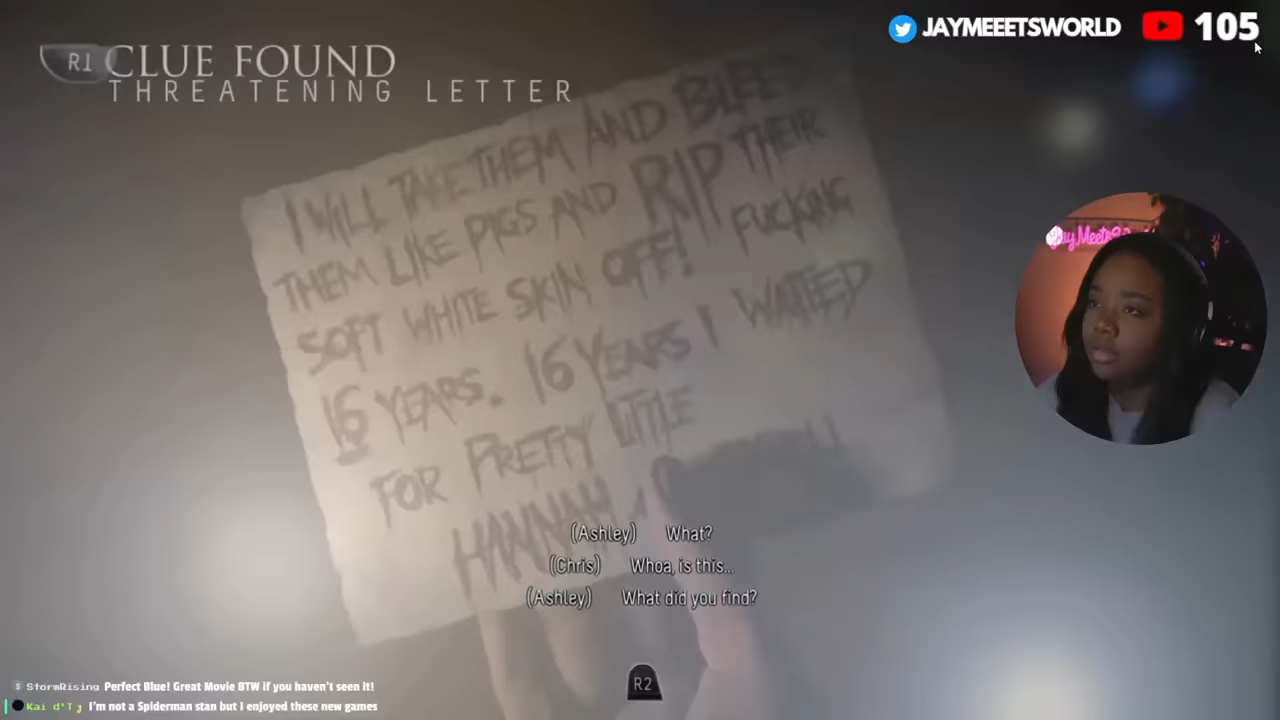 JAYMEEETSWORLD 105
R1 CLUE FOUND
THREATENING LETTER
I WILL TAKE THEM AND
THEM LIKE PIGS AND RIP THEIR
SOFT WHITE SKIN OFF! FUCKING
16 YEARS. 16 YEARS I WAITED
FOR PRETTY LITTLE
HANNAH
(Ashley) What?
(Chris) Whoa, is this...
(Ashley) What did you find?
R2
S StormRising Perfect Blue! Great Movie BTW if you haven't seen it!
Kai d'T I'm not a Spiderman stan but i enjoyed these new games